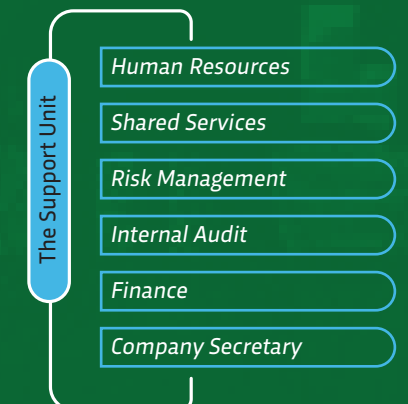 The Support Unit
Human Resources
Shared Services
Risk Management
Internal Audit
Finance
Company Secretary